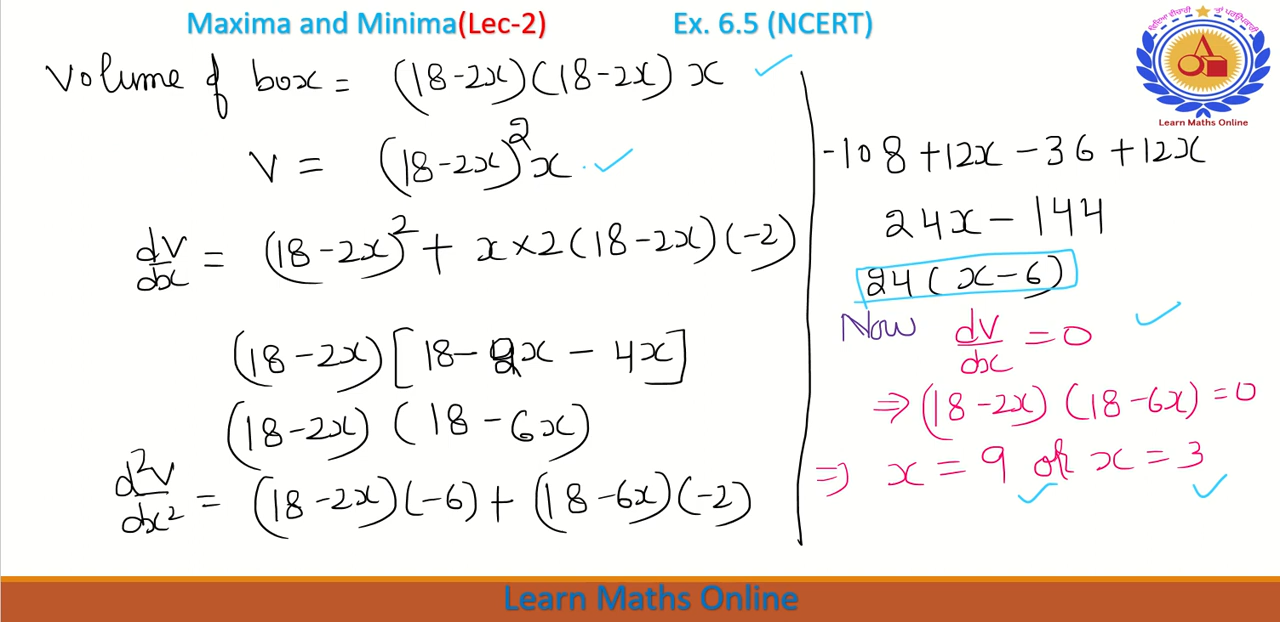 Maxima and Minima(Lec-2) Ex. 6.5 (NCERT)
Volume of box = (18-2x)(18-2x) x
V = (18-2x)²x
dv/dx = (18-2x)² + x×2(18-2x)(-2)
(18-2x)[18-2x-4x]
(18-2x)(18-6x)
d²v/dx² = (18-2x)(-6)+(18-6x)(-2)
-108+12x-36+12x
24x-144
24(x-6)
Now dv/dx = 0
⇒(18-2x)(18-6x)=0
⇒ x = 9 or x = 3
ਵਿਦਿਆ ਵੀਚਾਰੀ ਤਾਂ ਪਰਉਪਕਾਰੀ
Learn Maths Online
Learn Maths Online